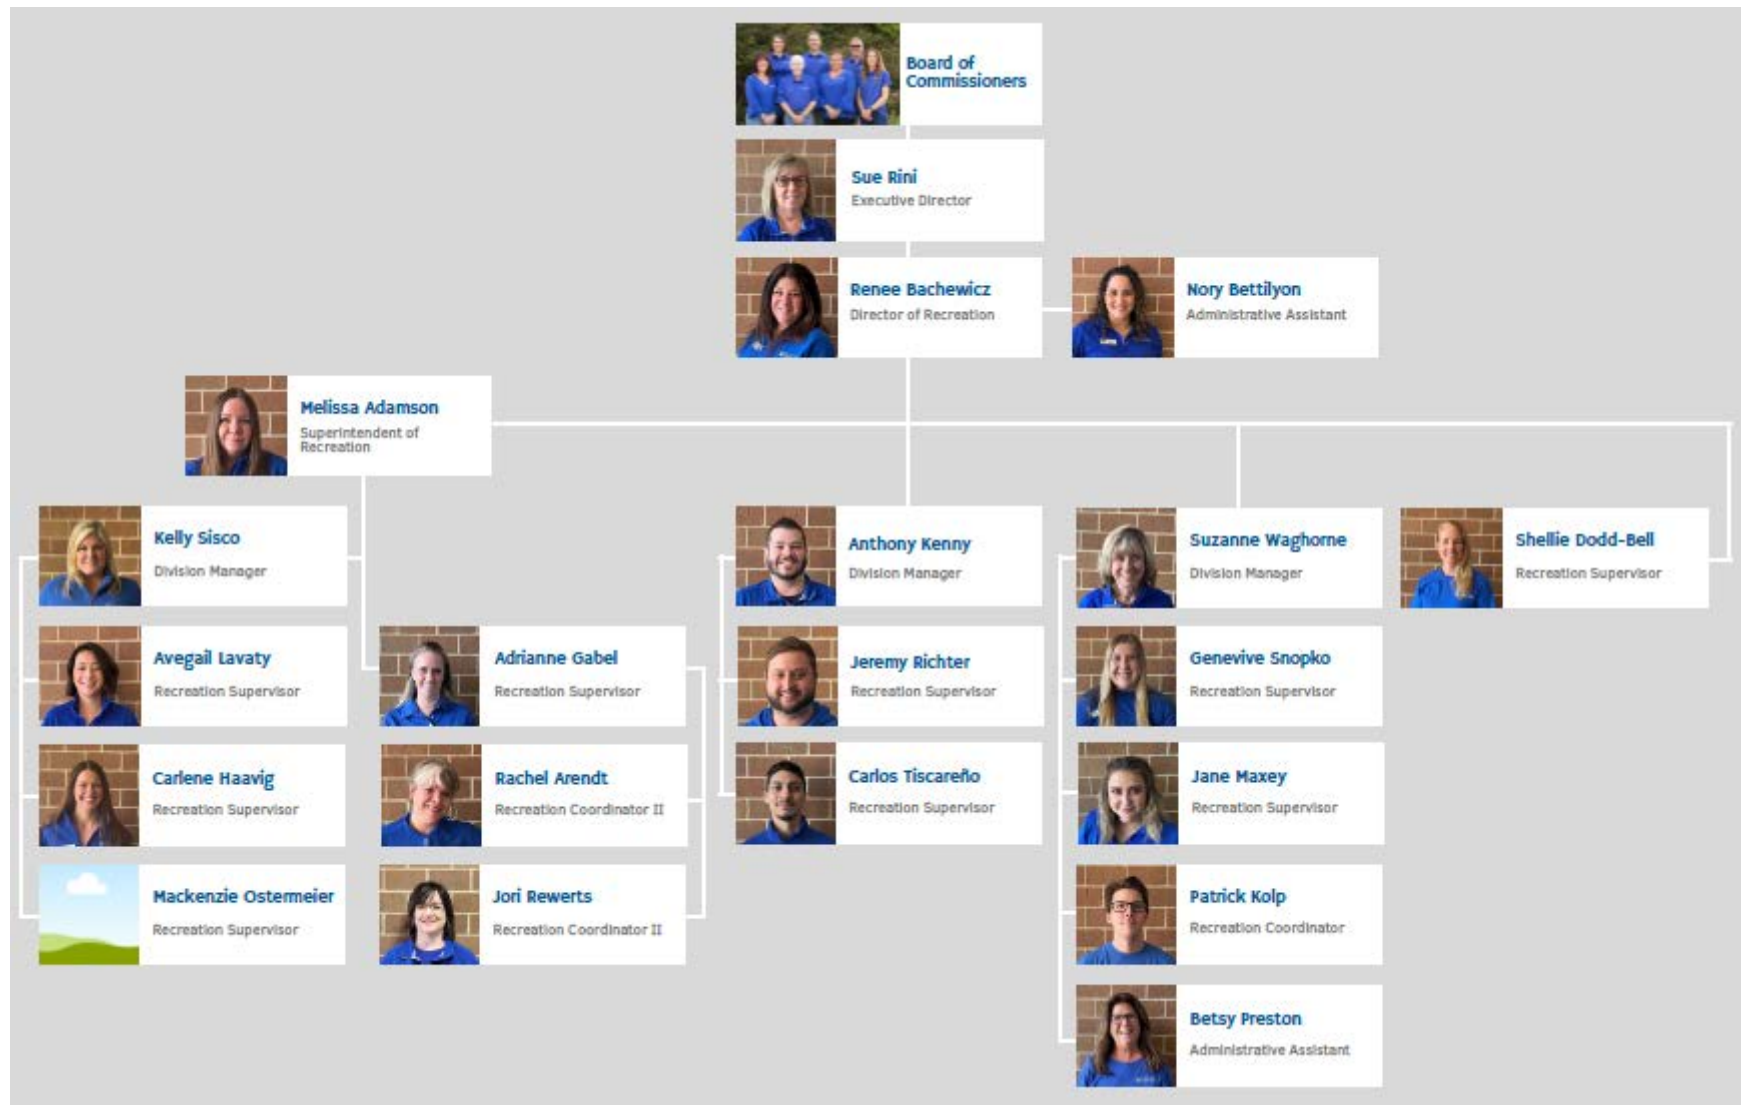 Board of
Commissioners
Sue Rini
Executive Director
Renee Bachewicz
Director of Recreation
Nory Bettilyon
Administrative Assistant
Melissa Adamson
Superintendent of
Recreation
Kelly Sisco
Division Manager
Anthony Kenny
Division Manager
Suzanne Waghorne
Division Manager
Shellie Dodd-Bell
Recreation Supervisor
Avegail Lavaty
Recreation Supervisor
Adrianne Gabel
Recreation Supervisor
Jeremy Richter
Recreation Supervisor
Genevive Snopko
Recreation Supervisor
Carlene Haavig
Recreation Supervisor
Rachel Arendt
Recreation Coordinator II
Carlos Tiscareño
Recreation Supervisor
Jane Maxey
Recreation Supervisor
Mackenzie Ostermeier
Recreation Supervisor
Jori Rewerts
Recreation Coordinator II
Patrick Kolp
Recreation Coordinator
Betsy Preston
Administrative Assistant